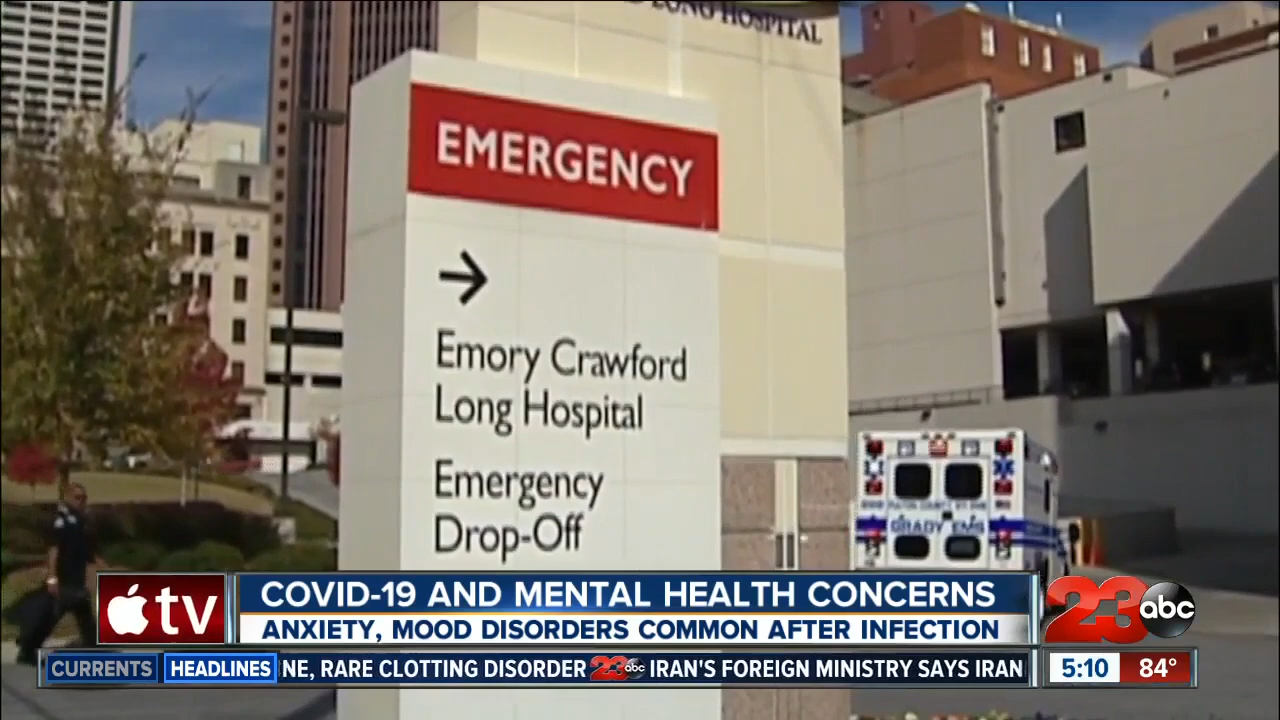 LONG HOSPITAL
EMERGENCY
→
Emory Crawford
Long Hospital
Emergency
Drop-Off
GRADY EMS
tv
COVID-19 AND MENTAL HEALTH CONCERNS
ANXIETY, MOOD DISORDERS COMMON AFTER INFECTION
23 abc
CURRENTS HEADLINES NE, RARE CLOTTING DISORDER 23 abc IRAN'S FOREIGN MINISTRY SAYS IRAN
5:10 84°